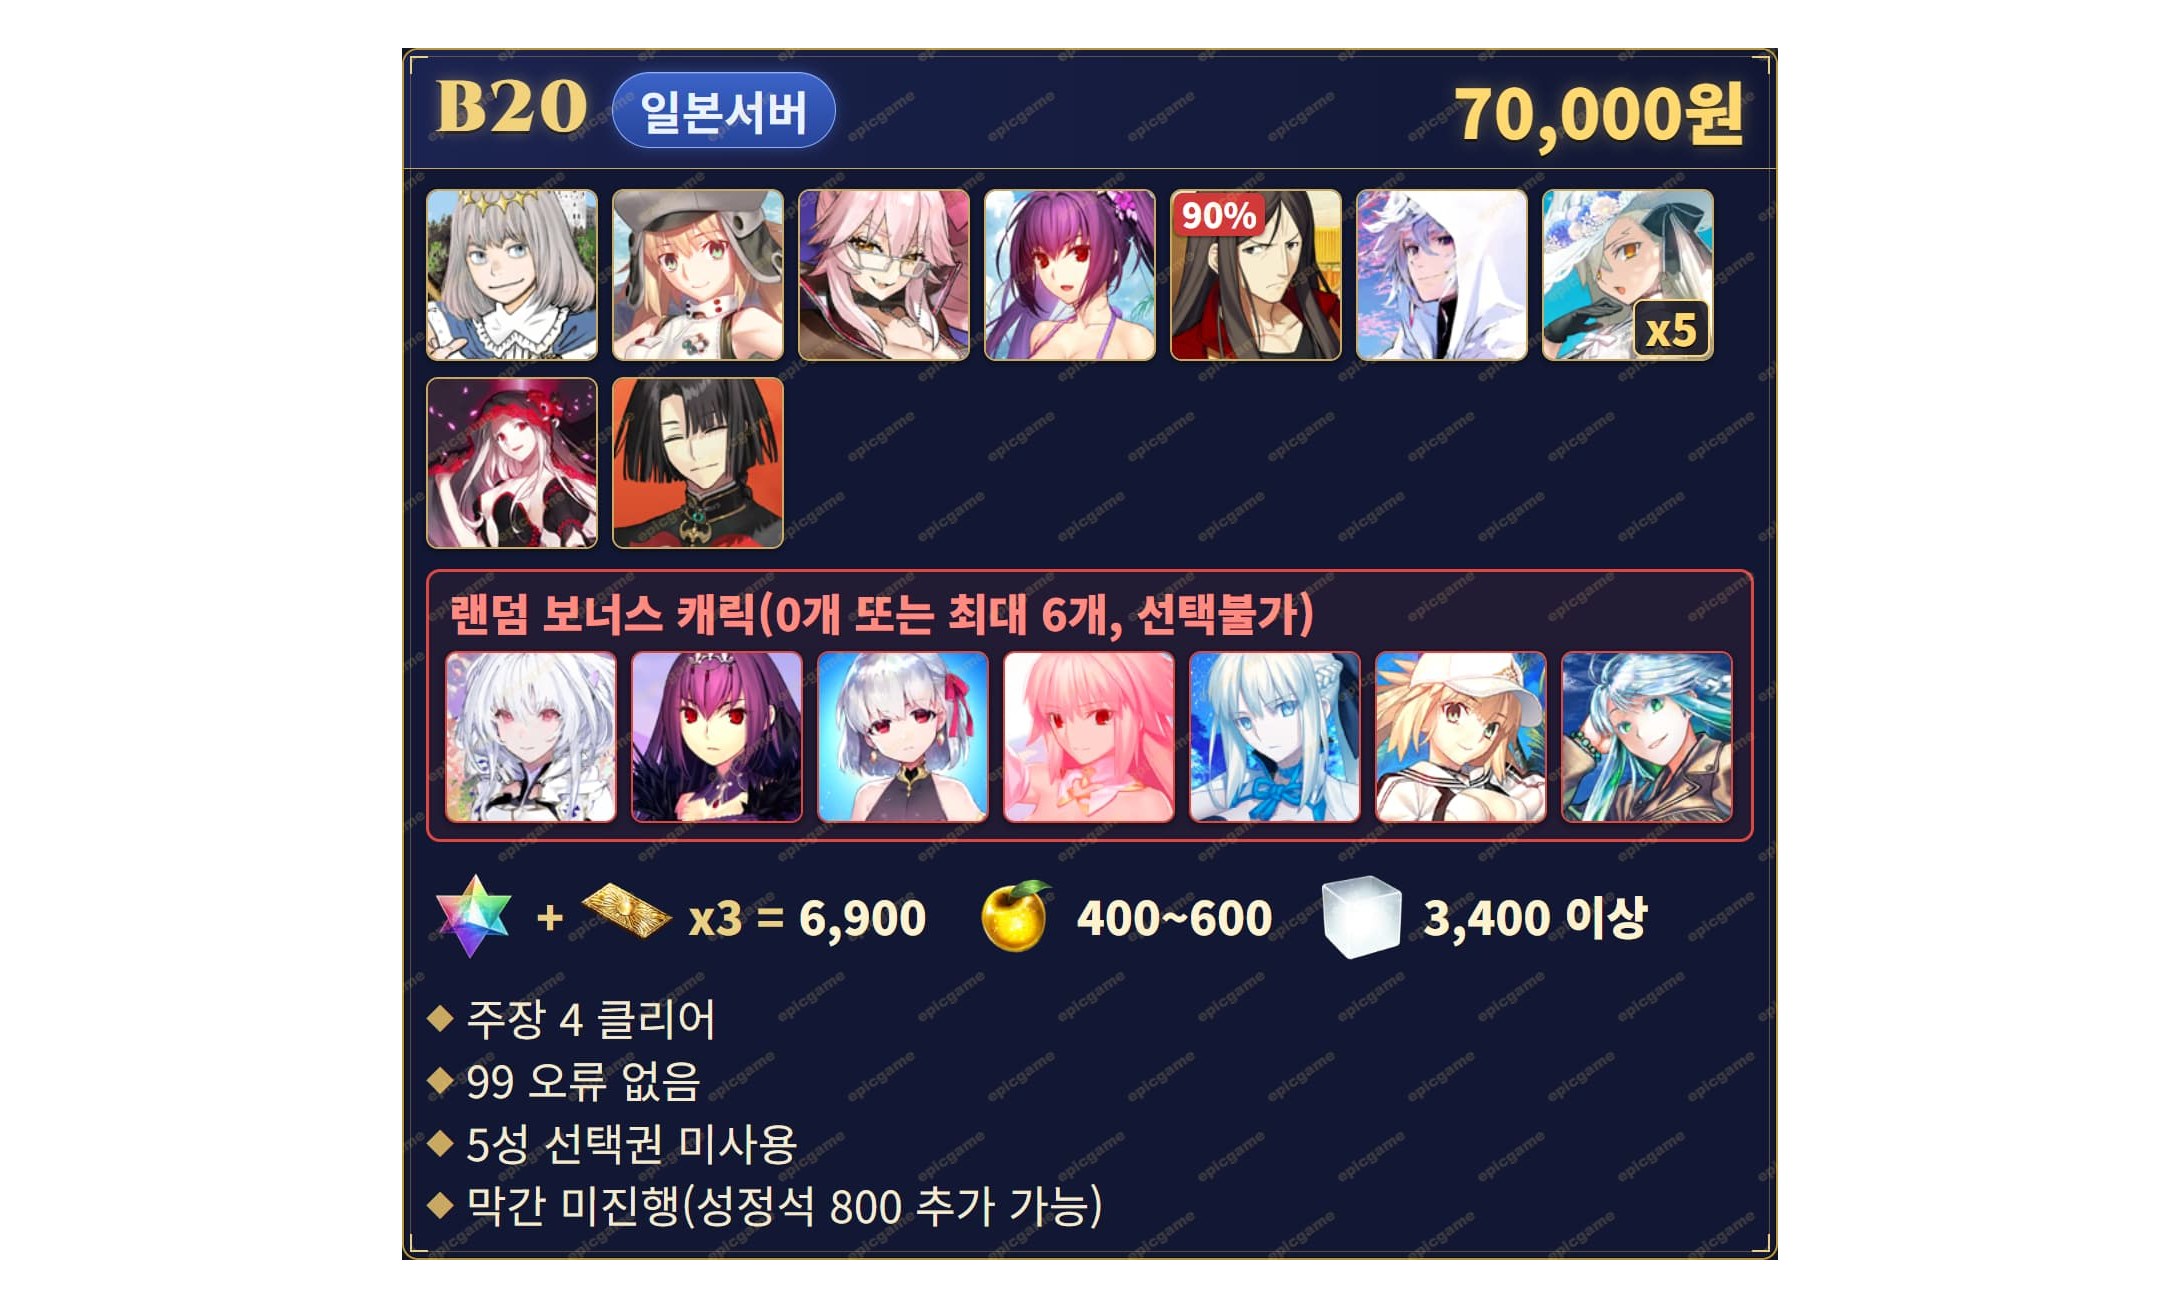 B20 일본서버 70,000원
90%
x5
랜덤 보너스 캐릭(0개 또는 최대 6개, 선택불가)
+ x3 = 6,900 400~600 3,400 이상
주장 4 클리어
99 오류 없음
5성 선택권 미사용
막간 미진행(성정석 800 추가 가능)
epicgame